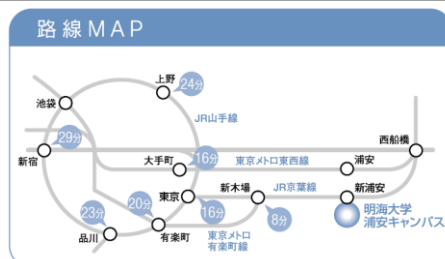 路線MAP
上野
24分
池袋
JR山手線
29分
新宿
大手町
16分
東京メトロ東西線
浦安
西船橋
東京
16分
新木場
8分
JR京葉線
新浦安
明海大学
浦安キャンパス
20分
有楽町
東京メトロ
有楽町線
23分
品川